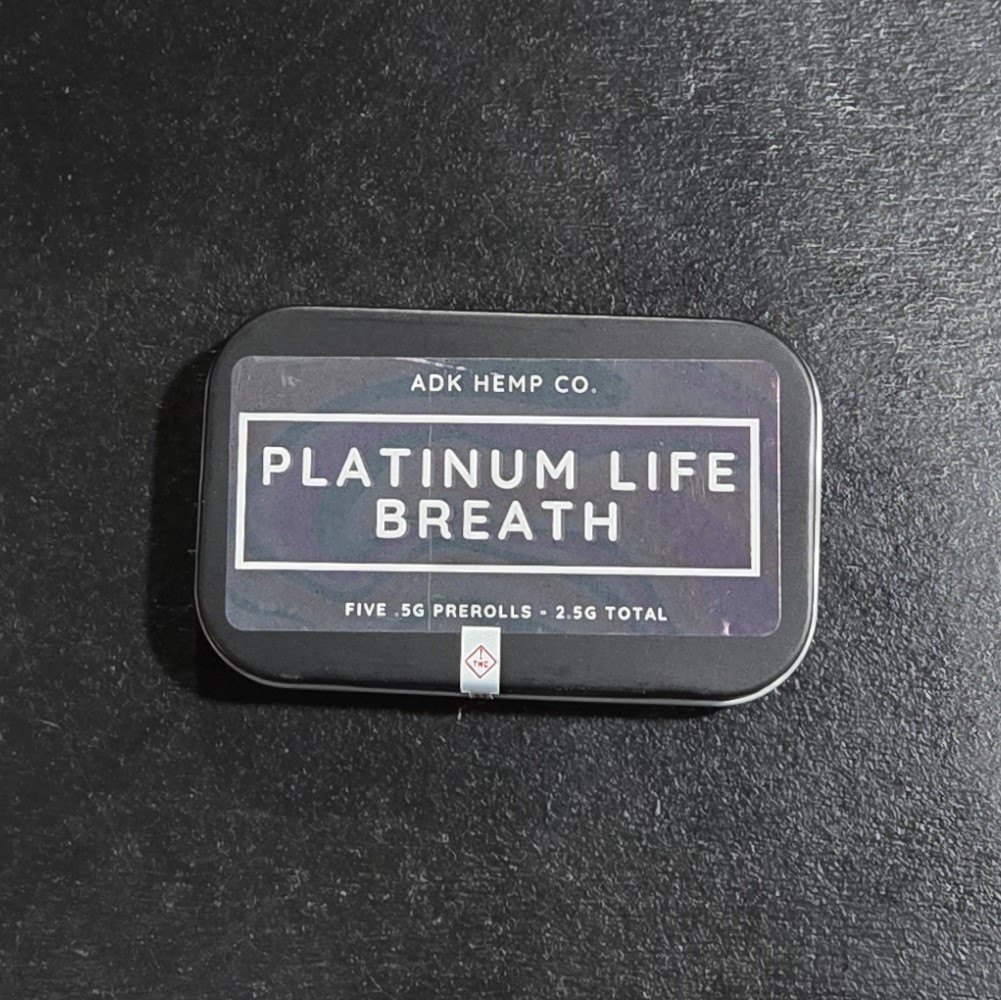 ADK HEMP CO.
PLATINUM LIFE
BREATH
FIVE .5G PREROLLS - 2.5G TOTAL
!
THC